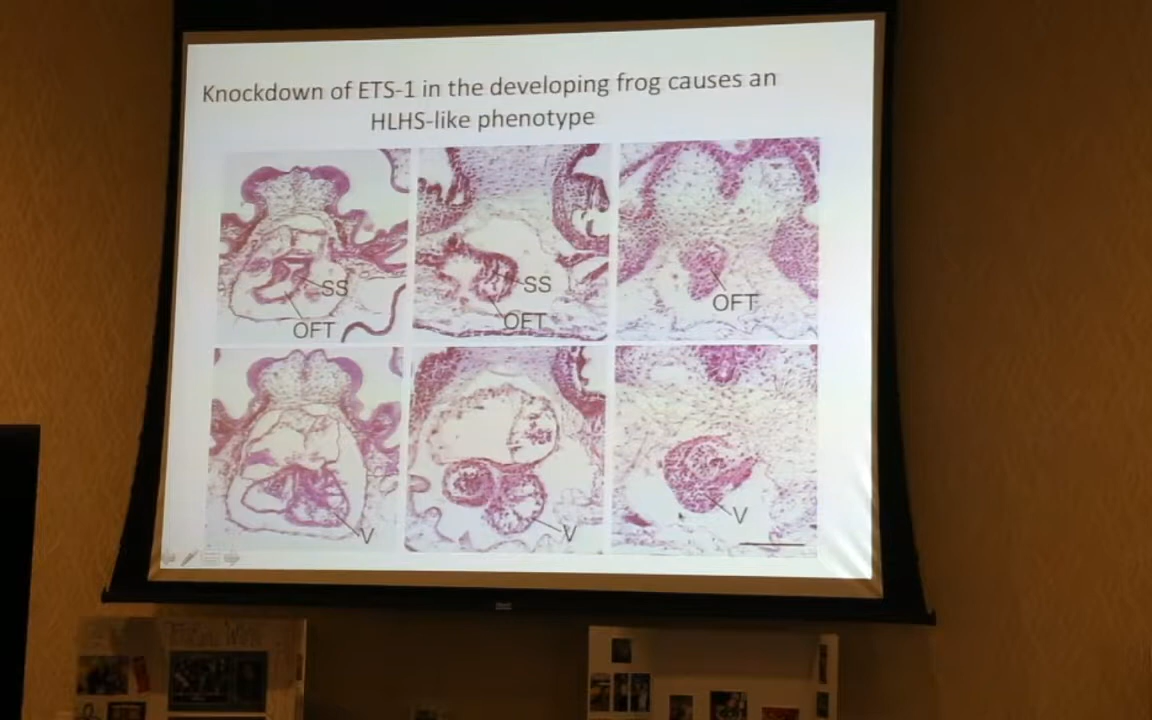 Knockdown of ETS-1 in the developing frog causes an
HLHS-like phenotype
SS
OFT
SS
OFT
OFT
V
V
V